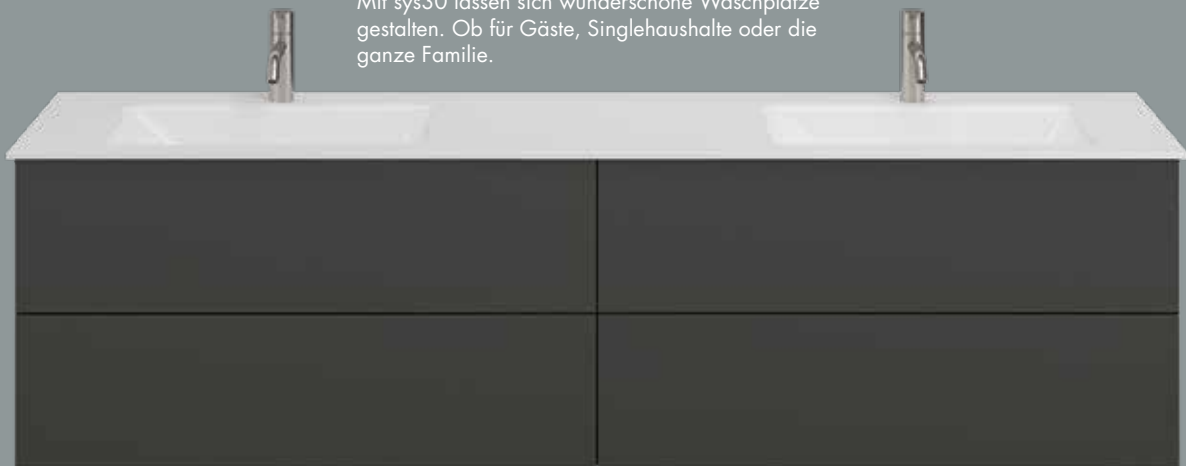 Mit sys30 lassen sich wunderschöne Waschplätze
gestalten. Ob für Gäste, Singlehaushalte oder die
ganze Familie.